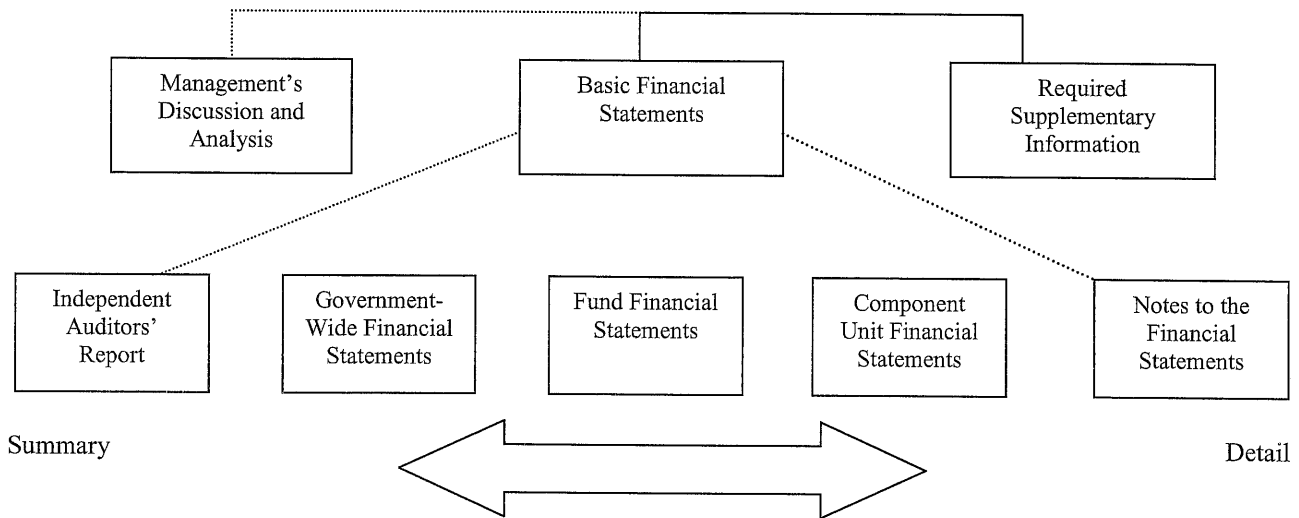 Management's
Discussion and
Analysis
Basic Financial
Statements
Required
Supplementary
Information
Independent
Auditors'
Report
Government-
Wide Financial
Statements
Fund Financial
Statements
Component
Unit Financial
Statements
Notes to the
Financial
Statements
Summary
Detail